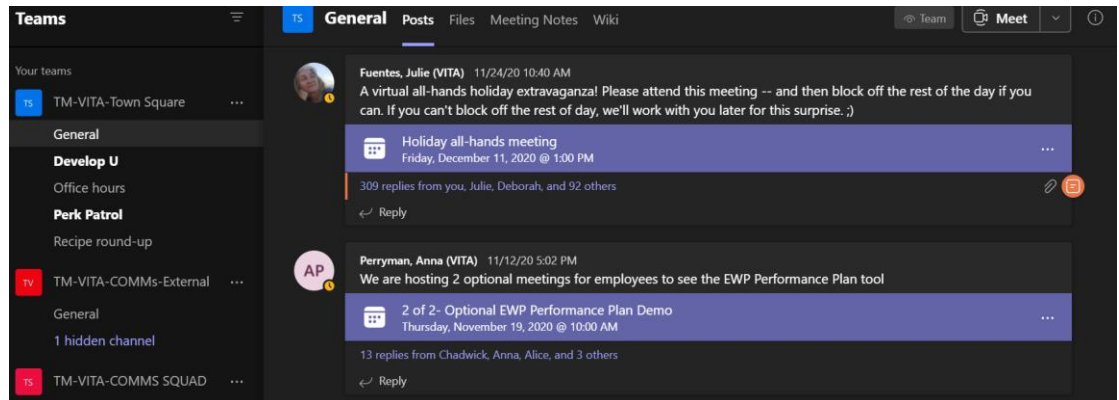 Teams
Your teams
TS TM-VITA-Town Square ...
General
Develop U
Office hours
Perk Patrol
Recipe round-up
TV TM-VITA-COMMs-External ...
General
1 hidden channel
TS TM-VITA-COMMS SQUAD ...
TS General Posts Files Meeting Notes Wiki Team Meet
Fuentes, Julie (VITA) 11/24/20 10:40 AM
A virtual all-hands holiday extravaganza! Please attend this meeting -- and then block off the rest of the day if you
can. If you can't block off the rest of day, we'll work with you later for this surprise. ;)
Holiday all-hands meeting ...
Friday, December 11, 2020 @ 1:00 PM
309 replies from you, Julie, Deborah, and 92 others
Reply
AP
Perryman, Anna (VITA) 11/12/20 5:02 PM
We are hosting 2 optional meetings for employees to see the EWP Performance Plan tool
2 of 2- Optional EWP Performance Plan Demo ...
Thursday, November 19, 2020 @ 10:00 AM
13 replies from Chadwick, Anna, Alice, and 3 others
Reply